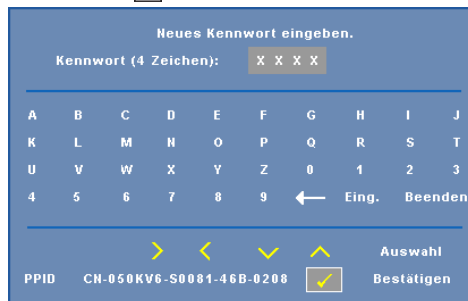 Neues Kennwort eingeben.
Kennwort (4 Zeichen): X X X X
A B C D E F G H I J
K L M N O P Q R S T
U V W X Y Z 0 1 2 3
4 5 6 7 8 9 ← Eing. Beenden
Auswahl
PPID CN-050KV6-S0081-46B-0208 Bestätigen